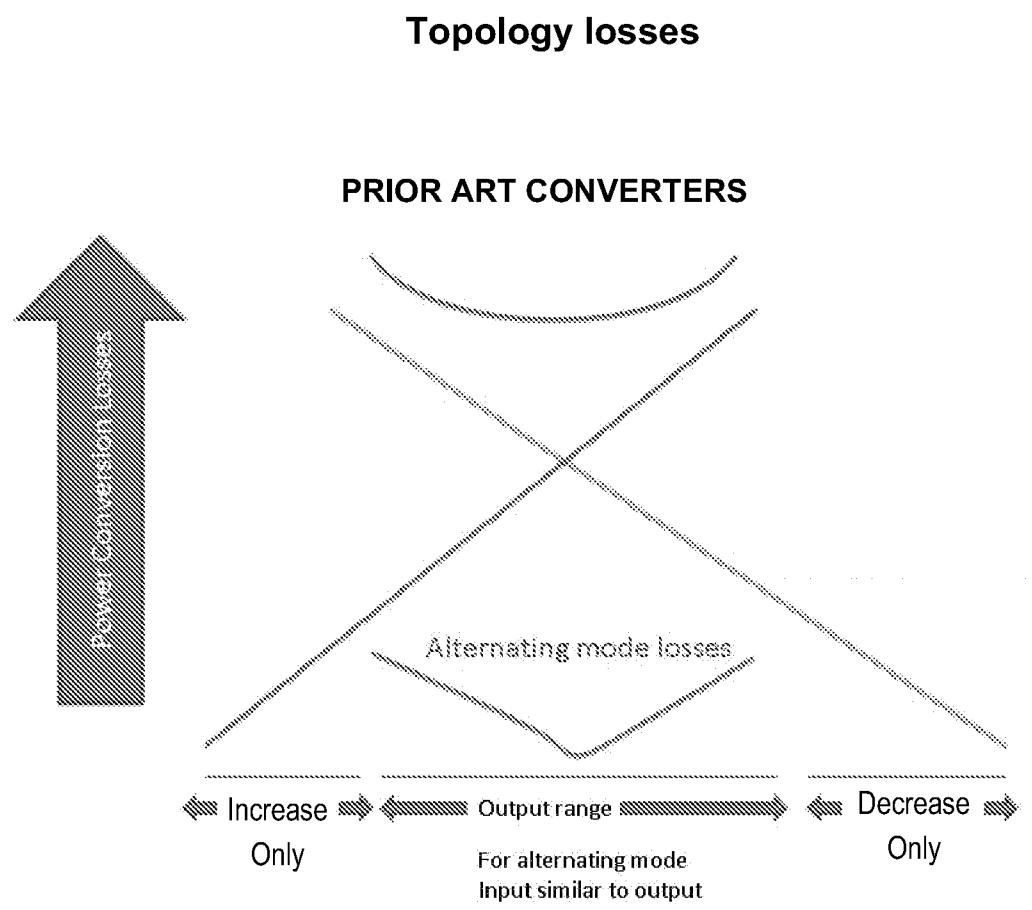 Topology losses
PRIOR ART CONVERTERS
Power Conversion Losses
Alternating mode losses
Increase
Only
Output range
For alternating mode
Input similar to output
Decrease
Only